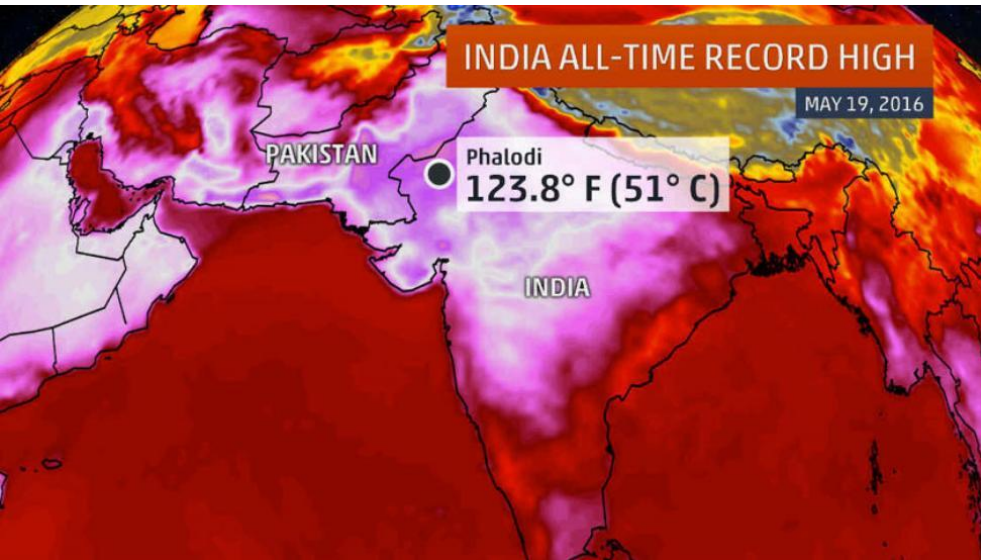 INDIA ALL-TIME RECORD HIGH
MAY 19, 2016
PAKISTAN
Phalodi
123.8° F (51° C)
INDIA